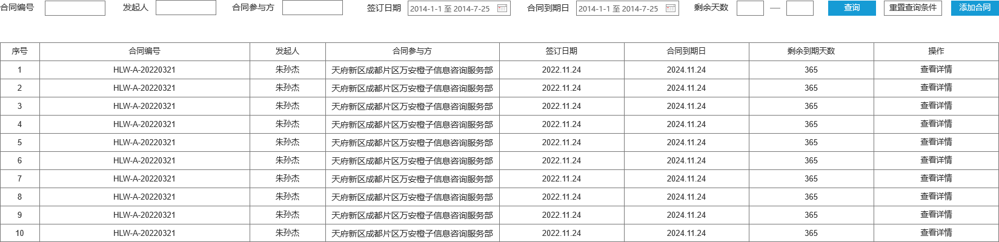 合同编号 发起人 合同参与方 签订日期 2014-1-1 至 2014-7-25 合同到期日 2014-1-1 至 2014-7-25 剩余天数 — 查询 重置查询条件 添加合同
序号 合同编号 发起人 合同参与方 签订日期 合同到期日 剩余到期天数 操作
1 HLW-A-20220321 朱孙杰 天府新区成都片区万安橙子信息咨询服务部 2022.11.24 2024.11.24 365 查看详情
2 HLW-A-20220321 朱孙杰 天府新区成都片区万安橙子信息咨询服务部 2022.11.24 2024.11.24 365 查看详情
3 HLW-A-20220321 朱孙杰 天府新区成都片区万安橙子信息咨询服务部 2022.11.24 2024.11.24 365 查看详情
4 HLW-A-20220321 朱孙杰 天府新区成都片区万安橙子信息咨询服务部 2022.11.24 2024.11.24 365 查看详情
5 HLW-A-20220321 朱孙杰 天府新区成都片区万安橙子信息咨询服务部 2022.11.24 2024.11.24 365 查看详情
6 HLW-A-20220321 朱孙杰 天府新区成都片区万安橙子信息咨询服务部 2022.11.24 2024.11.24 365 查看详情
7 HLW-A-20220321 朱孙杰 天府新区成都片区万安橙子信息咨询服务部 2022.11.24 2024.11.24 365 查看详情
8 HLW-A-20220321 朱孙杰 天府新区成都片区万安橙子信息咨询服务部 2022.11.24 2024.11.24 365 查看详情
9 HLW-A-20220321 朱孙杰 天府新区成都片区万安橙子信息咨询服务部 2022.11.24 2024.11.24 365 查看详情
10 HLW-A-20220321 朱孙杰 天府新区成都片区万安橙子信息咨询服务部 2022.11.24 2024.11.24 365 查看详情